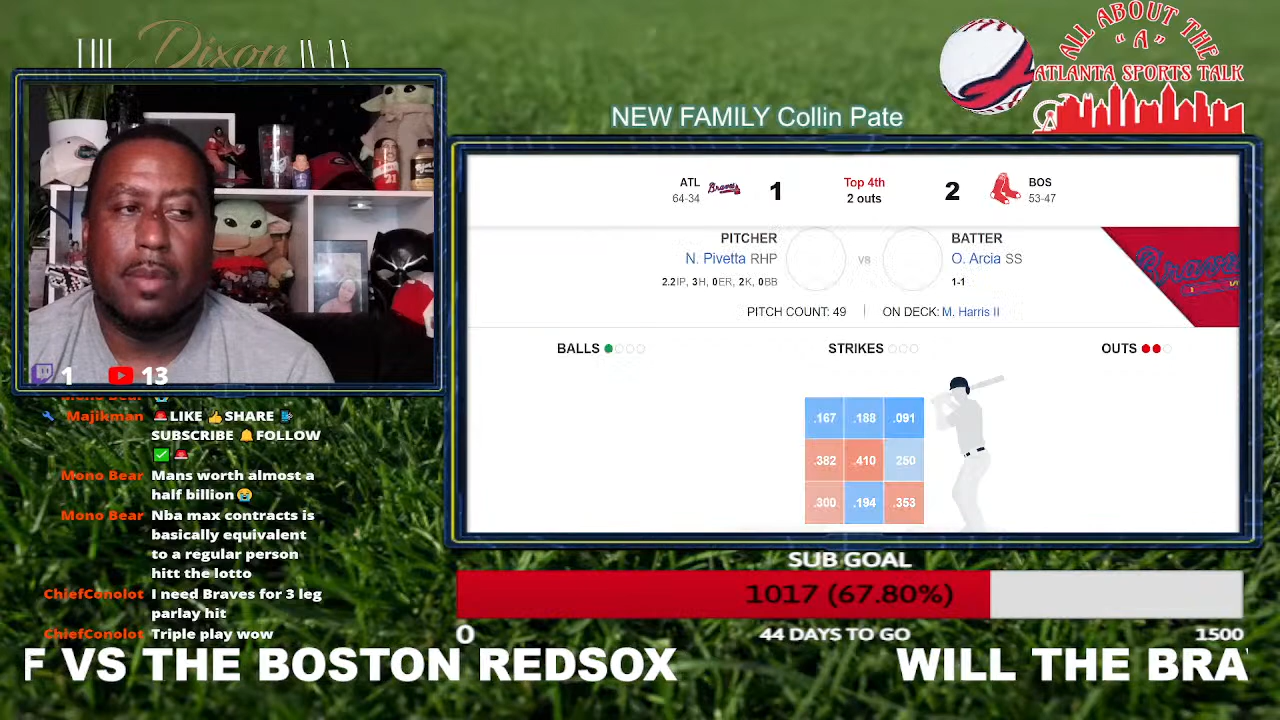 Dixon
ALL ABOUT THE
"A"
ATLANTA SPORTS TALK
NEW FAMILY Collin Pate
ATL
64-34
Braves
1
Top 4th
2 outs
2
BOS
53-47
PITCHER
N. Pivetta RHP
2.2IP, 3H, 0ER, 2K, 0BB
VS
BATTER
O. Arcia SS
1-1
Braves
PITCH COUNT: 49
ON DECK: M. Harris II
BALLS
STRIKES
OUTS
.167 .188 .091
.382 .410 .250
.300 .194 .353
1
13
Mono Bear
Majikman 🚨LIKE 👍SHARE
SUBSCRIBE 🔔FOLLOW
✅🚨
Mono Bear Mans worth almost a
half billion😭
Mono Bear Nba max contracts is
basically equivalent
to a regular person
hitt the lotto
ChiefConolot I need Braves for 3 leg
parlay hit
ChiefConolot Triple play wow
SUB GOAL
1017 (67.80%)
0
44 DAYS TO GO
1500
F VS THE BOSTON REDSOX
WILL THE BRA